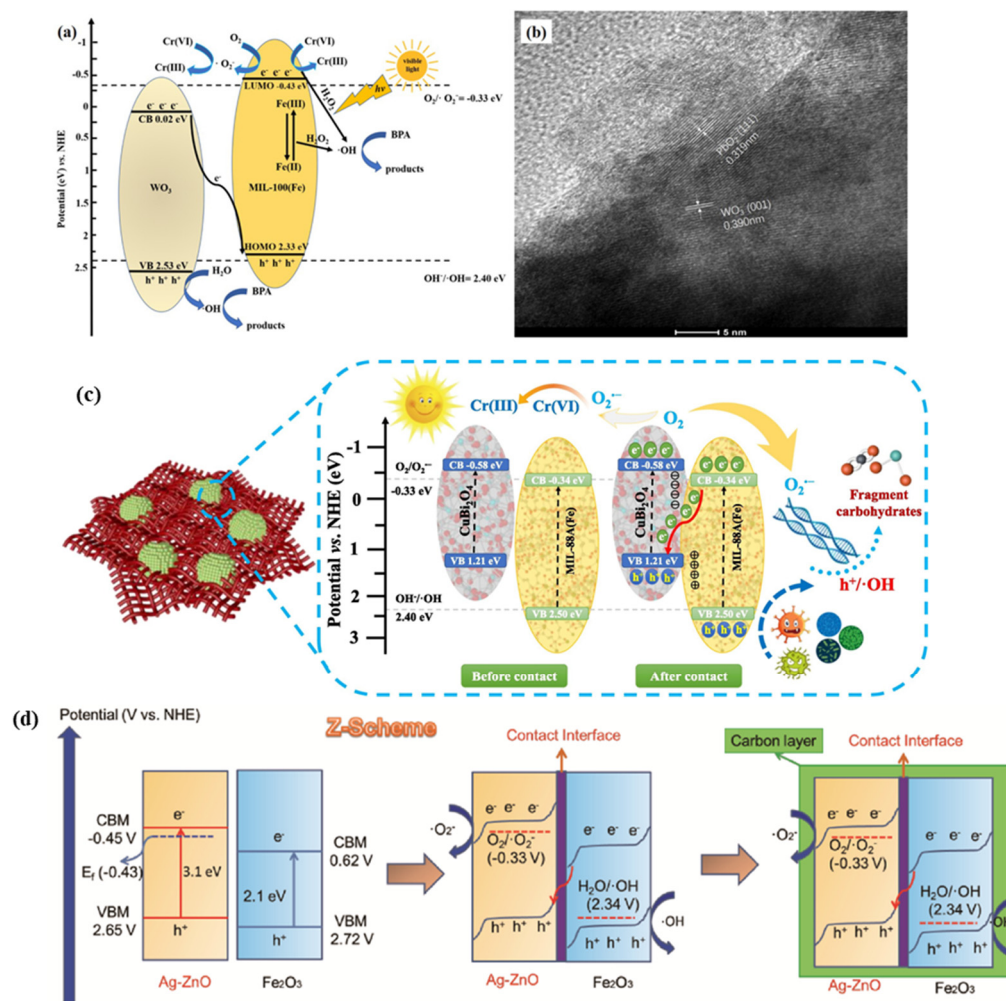 (a)
Potential (eV) vs. NHE
-1
-0.5
0
0.5
1
1.5
2
2.5
Cr(VI)
Cr(III)
· O₂⁻
O₂
Cr(VI)
Cr(III)
visible
light
hν
e⁻ e⁻ e⁻
LUMO -0.43 eV
O₂/· O₂⁻= -0.33 eV
e⁻ e⁻ e⁻
CB 0.02 eV
Fe(III)
H₂O₂
H₂O₂
·OH
BPA
products
Fe(II)
e⁻
WO₃
MIL-100(Fe)
HOMO 2.33 eV
h⁺ h⁺ h⁺
VB 2.53 eV
h⁺ h⁺ h⁺
H₂O
·OH
BPA
products
OH⁻/·OH= 2.40 eV
(b)
PbO₂ (111)
0.319nm
WO₃ (001)
0.390nm
5 nm
(c)
Potential vs. NHE (eV)
-1
0
1
2
3
O₂/O₂•⁻
-0.33 eV
OH⁻/·OH
2.40 eV
Cr(III) Cr(VI)
O₂•⁻
O₂
CB -0.58 eV
CB -0.34 eV
CuBi₂O₄
MIL-88A(Fe)
VB 1.21 eV
VB 2.50 eV
Before contact
e⁻ e⁻ e⁻
CB -0.58 eV
e⁻ e⁻ e⁻
CB -0.34 eV
e⁻
e⁻
e⁻
CuBi₂O₄
MIL-88A(Fe)
VB 1.21 eV
h⁺ h⁺ h⁺
VB 2.50 eV
h⁺ h⁺ h⁺
After contact
O₂•⁻
Fragment
carbohydrates
h⁺/·OH
(d)
Potential (V vs. NHE)
Z-Scheme
CBM
-0.45 V
E_f (-0.43)
VBM
2.65 V
e⁻
3.1 eV
h⁺
Ag-ZnO
e⁻
2.1 eV
h⁺
Fe₂O₃
CBM
0.62 V
VBM
2.72 V
Contact Interface
·O₂⁻
e⁻ e⁻ e⁻
O₂/·O₂⁻
(-0.33 V)
e⁻ e⁻ e⁻
H₂O/·OH
(2.34 V)
h⁺ h⁺ h⁺
h⁺ h⁺ h⁺
·OH
Ag-ZnO
Fe₂O₃
Carbon layer
Contact Interface
·O₂⁻
e⁻ e⁻ e⁻
O₂/·O₂⁻
(-0.33 V)
e⁻ e⁻ e⁻
H₂O/·OH
(2.34 V)
h⁺ h⁺ h⁺
h⁺ h⁺ h⁺
·OH
Ag-ZnO
Fe₂O₃